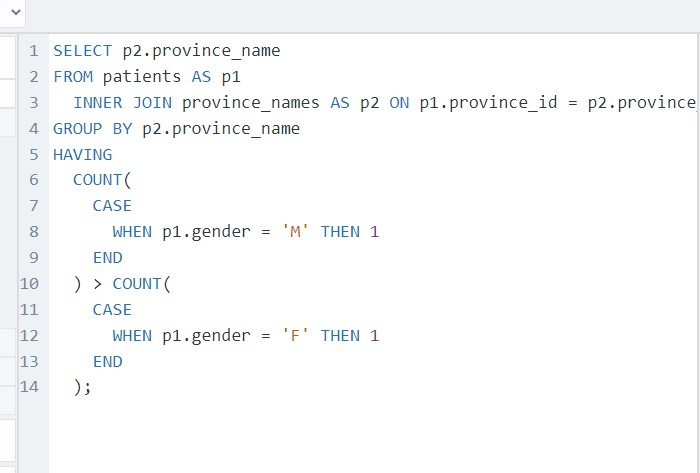 1 SELECT p2.province_name
2 FROM patients AS p1
3 INNER JOIN province_names AS p2 ON p1.province_id = p2.province_
4 GROUP BY p2.province_name
5 HAVING
6 COUNT(
7 CASE
8 WHEN p1.gender = 'M' THEN 1
9 END
10 ) > COUNT(
11 CASE
12 WHEN p1.gender = 'F' THEN 1
13 END
14 );